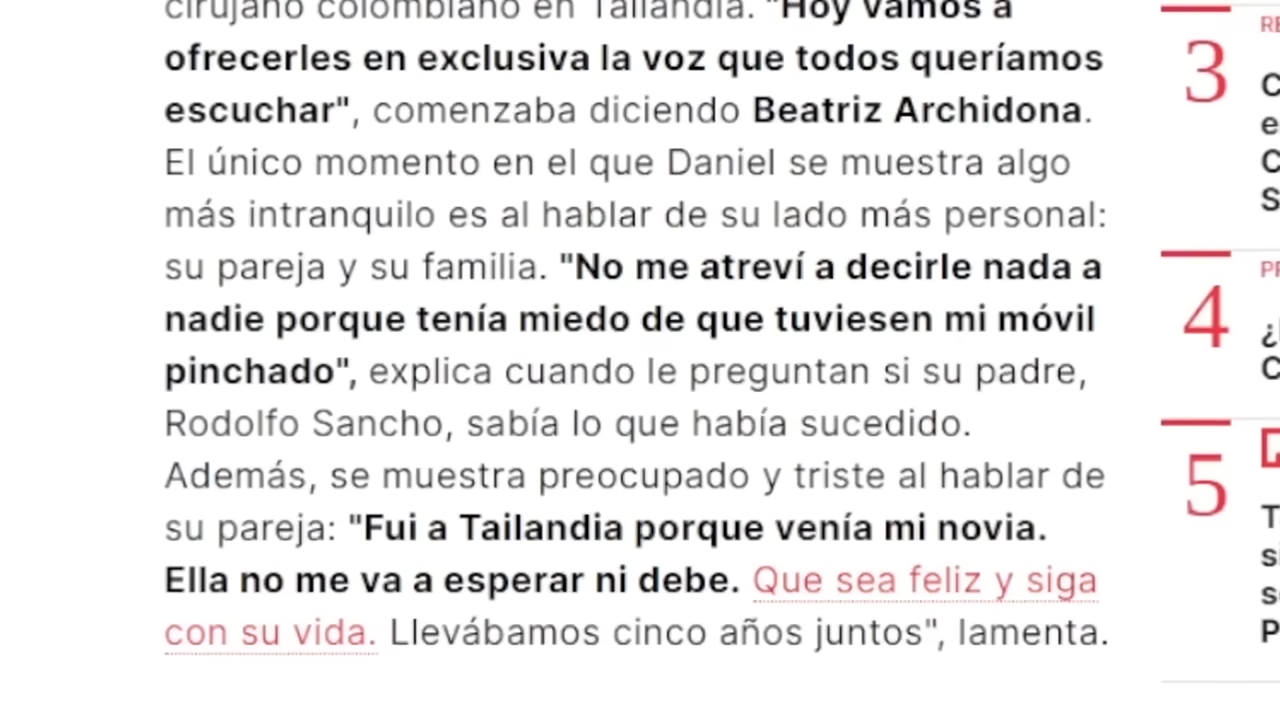 cirujano colombiano en Tailandia. "Hoy vamos a
ofrecerles en exclusiva la voz que todos queríamos
escuchar", comenzaba diciendo Beatriz Archidona.
El único momento en el que Daniel se muestra algo
más intranquilo es al hablar de su lado más personal:
su pareja y su familia. "No me atreví a decirle nada a
nadie porque tenía miedo de que tuviesen mi móvil
pinchado", explica cuando le preguntan si su padre,
Rodolfo Sancho, sabía lo que había sucedido.
Además, se muestra preocupado y triste al hablar de
su pareja: "Fui a Tailandia porque venía mi novia.
Ella no me va a esperar ni debe. Que sea feliz y siga
con su vida. Llevábamos cinco años juntos", lamenta.
3
4
5